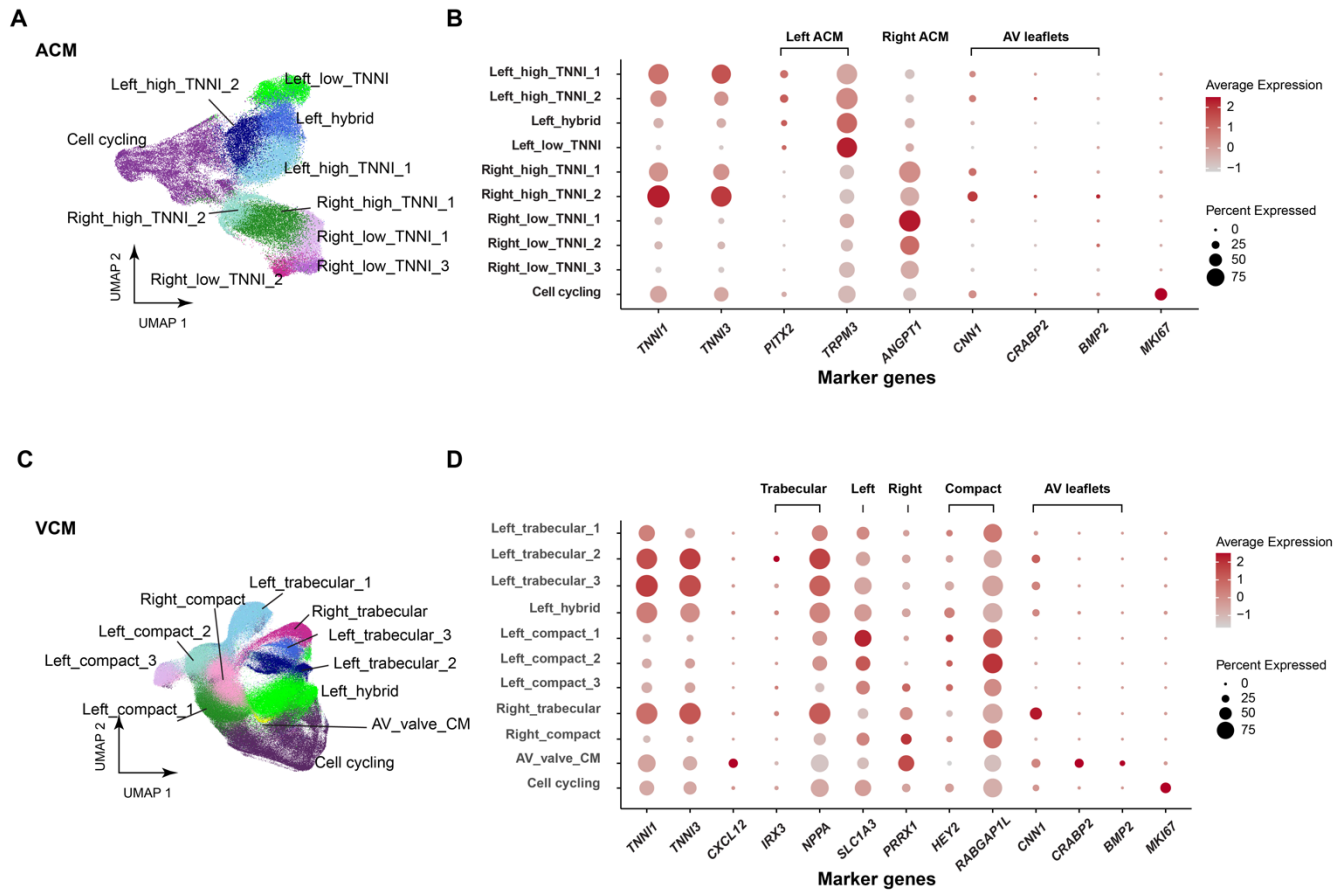 A
ACM
Left_high_TNNI_2
Left_low_TNNI
Cell cycling
Left_hybrid
Left_high_TNNI_1
Right_high_TNNI_2
Right_high_TNNI_1
Right_low_TNNI_1
Right_low_TNNI_3
Right_low_TNNI_2
UMAP 2
UMAP 1
B
Left ACM Right ACM AV leaflets
Left_high_TNNI_1
Left_high_TNNI_2
Left_hybrid
Left_low_TNNI
Right_high_TNNI_1
Right_high_TNNI_2
Right_low_TNNI_1
Right_low_TNNI_2
Right_low_TNNI_3
Cell cycling
TNNI1 TNNI3 PITX2 TRPM3 ANGPT1 CNN1 CRABP2 BMP2 MKI67
Marker genes
Average Expression
2
1
0
−1
Percent Expressed
0
25
50
75
C
VCM
Left_trabecular_1
Right_compact
Right_trabecular
Left_compact_2
Left_trabecular_3
Left_compact_3
Left_trabecular_2
Left_hybrid
Left_compact_1
AV_valve_CM
Cell cycling
UMAP 2
UMAP 1
D
Trabecular Left Right Compact AV leaflets
Left_trabecular_1
Left_trabecular_2
Left_trabecular_3
Left_hybrid
Left_compact_1
Left_compact_2
Left_compact_3
Right_trabecular
Right_compact
AV_valve_CM
Cell cycling
TNNI1 TNNI3 CXCL12 IRX3 NPPA SLC1A3 PRRX1 HEY2 RABGAP1L CNN1 CRABP2 BMP2 MKI67
Marker genes
Average Expression
2
1
0
−1
Percent Expressed
0
25
50
75